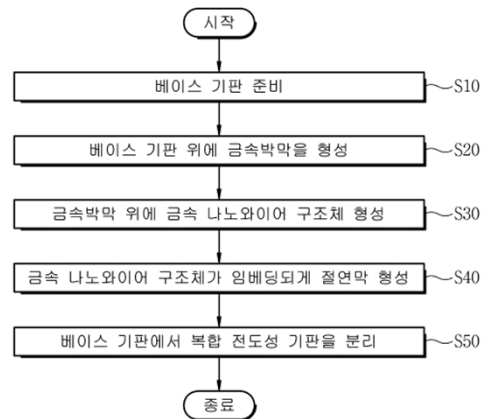 시작
베이스 기판 준비 S10
베이스 기판 위에 금속박막을 형성 S20
금속박막 위에 금속 나노와이어 구조체 형성 S30
금속 나노와이어 구조체가 임베딩되게 절연막 형성 S40
베이스 기판에서 복합 전도성 기판을 분리 S50
종료